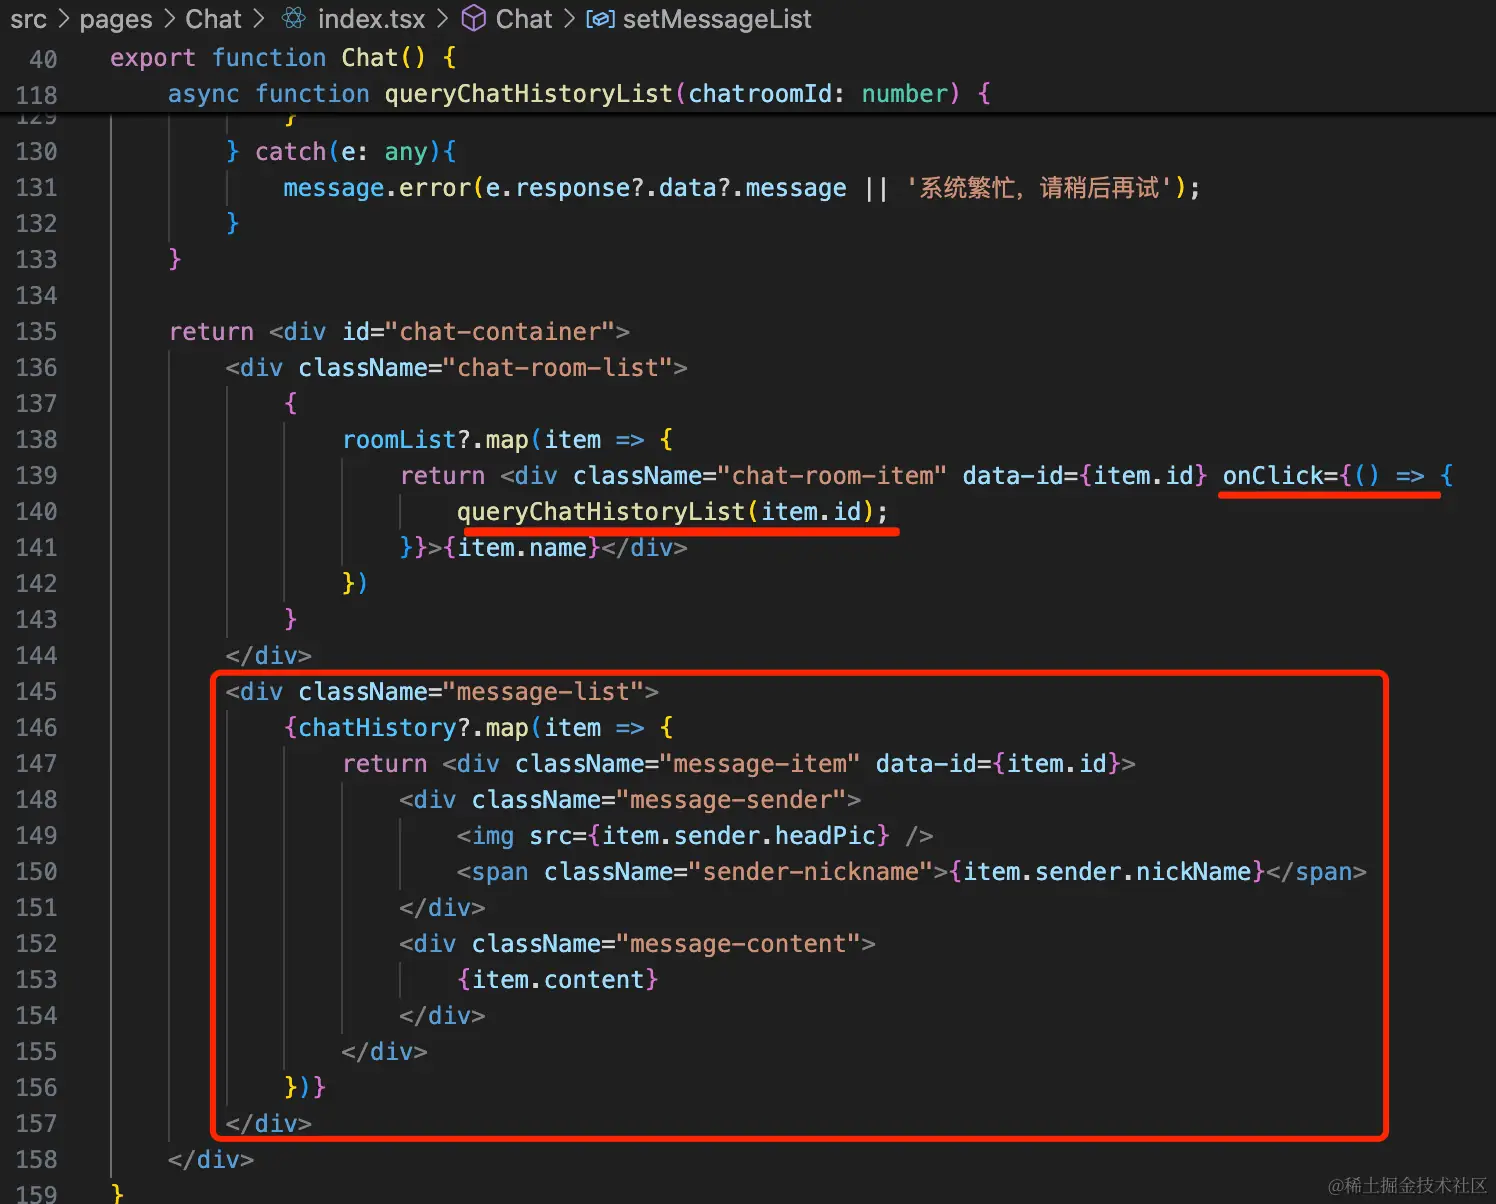 src > pages > Chat > index.tsx > Chat > setMessageList
40 export function Chat() {
118 async function queryChatHistoryList(chatroomId: number) {
129 }
130 } catch(e: any){
131 message.error(e.response?.data?.message || '系统繁忙，请稍后再试');
132 }
133 }
134
135 return <div id="chat-container">
136 <div className="chat-room-list">
137 {
138 roomList?.map(item => {
139 return <div className="chat-room-item" data-id={item.id} onClick={() => {
140 queryChatHistoryList(item.id);
141 }}>{item.name}</div>
142 })
143 }
144 </div>
145 <div className="message-list">
146 {chatHistory?.map(item => {
147 return <div className="message-item" data-id={item.id}>
148 <div className="message-sender">
149 <img src={item.sender.headPic} />
150 <span className="sender-nickname">{item.sender.nickName}</span>
151 </div>
152 <div className="message-content">
153 {item.content}
154 </div>
155 </div>
156 })}
157 </div>
158 </div>
159 }
@稀土掘金技术社区